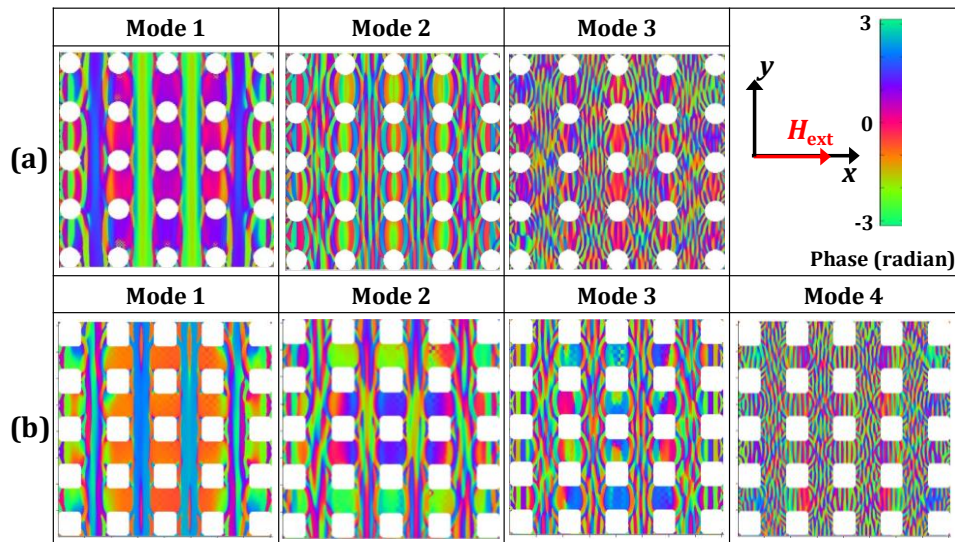 Mode 1 Mode 2 Mode 3
(a)
y
H_ext
x
3
0
-3
Phase (radian)
Mode 1 Mode 2 Mode 3 Mode 4
(b)